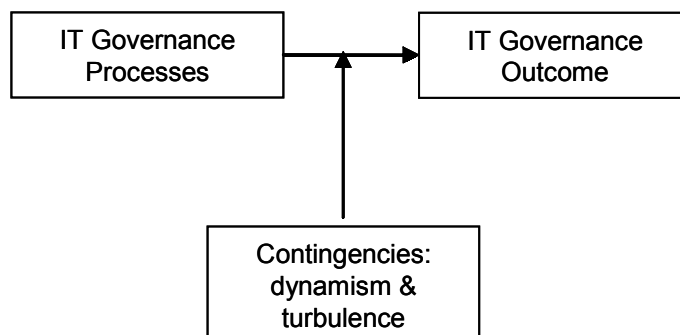 IT Governance
Processes
IT Governance
Outcome
Contingencies:
dynamism &
turbulence